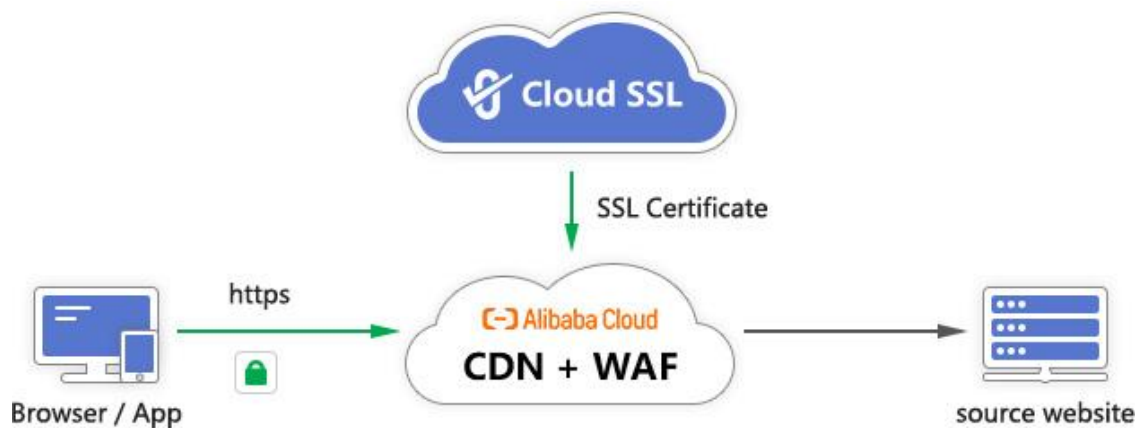 Cloud SSL
SSL Certificate
https
Alibaba Cloud
CDN + WAF
Browser / App
source website